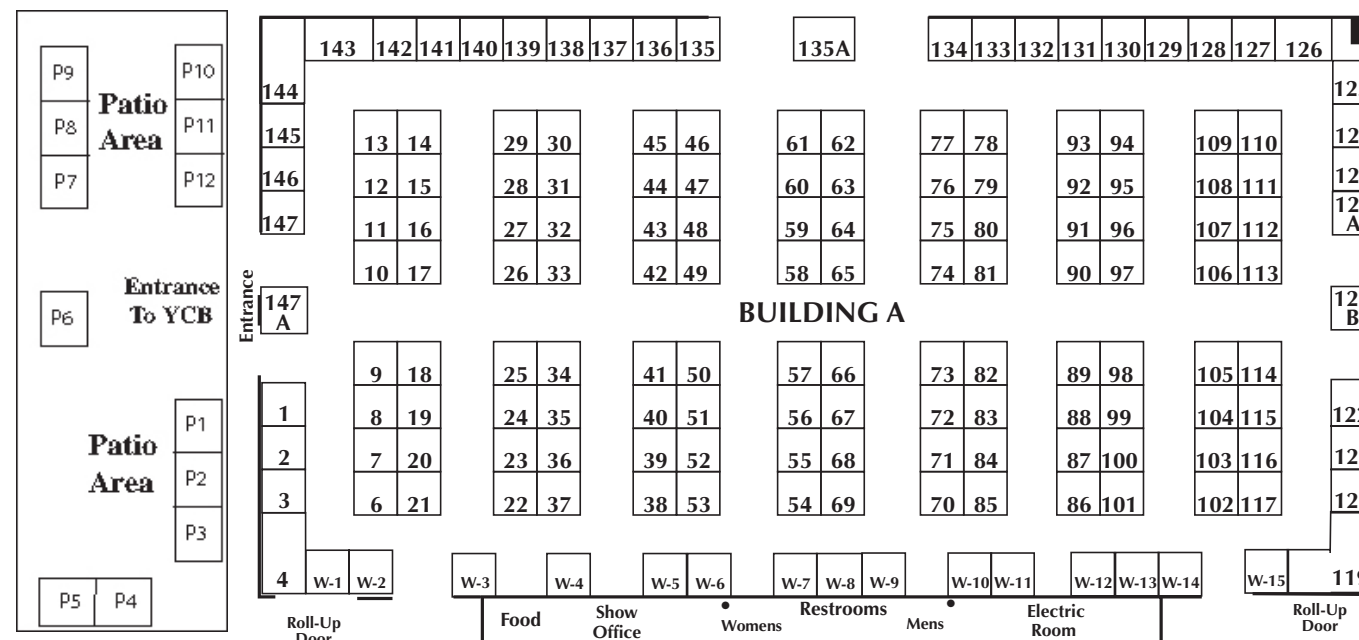 143 142 141 140 139 138 137 136 135 135A 134 133 132 131 130 129 128 127 126
P9 P10
Patio
Area
P8 P11
P7 P12
144
145
146
147
13 14 29 30 45 46 61 62 77 78 93 94 109 110
12 15 28 31 44 47 60 63 76 79 92 95 108 111
11 16 27 32 43 48 59 64 75 80 91 96 107 112
10 17 26 33 42 49 58 65 74 81 90 97 106 113
Entrance
To YCB
P6
Entrance
147
A
BUILDING A
A
B
9 18 25 34 41 50 57 66 73 82 89 98 105 114
8 19 24 35 40 51 56 67 72 83 88 99 104 115
7 20 23 36 39 52 55 68 71 84 87 100 103 116
6 21 22 37 38 53 54 69 70 85 86 101 102 117
1
2
3
4
P1
Patio
Area
P2
P3
P5 P4
W-1 W-2 W-3 W-4 W-5 W-6 W-7 W-8 W-9 W-10 W-11 W-12 W-13 W-14 W-15 119
Roll-Up
Door
Food
Show
Office
Womens
Restrooms
Mens
Electric
Room
Roll-Up
Door